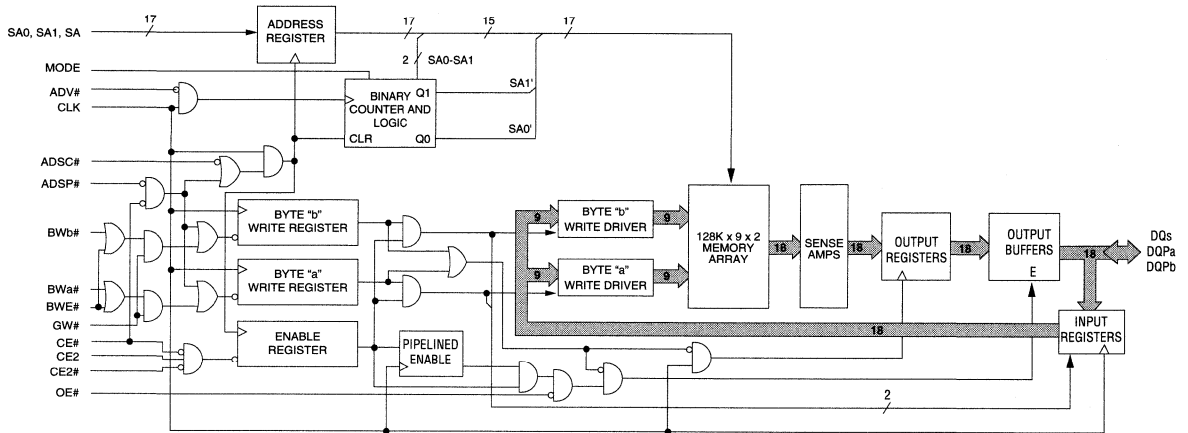 SA0, SA1, SA
17
ADDRESS
REGISTER
17
15
17
2
SA0-SA1
MODE
ADV#
CLK
BINARY
COUNTER AND
LOGIC
Q1
CLR
Q0
SA1'
SA0'
ADSC#
ADSP#
BWb#
BWa#
BWE#
GW#
CE#
CE2
CE2#
OE#
BYTE "b"
WRITE REGISTER
BYTE "a"
WRITE REGISTER
ENABLE
REGISTER
PIPELINED
ENABLE
9
BYTE "b"
WRITE DRIVER
9
9
BYTE "a"
WRITE DRIVER
9
128K x 9 x 2
MEMORY
ARRAY
18
SENSE
AMPS
18
OUTPUT
REGISTERS
18
OUTPUT
BUFFERS
E
18
DQs
DQPa
DQPb
18
INPUT
REGISTERS
2